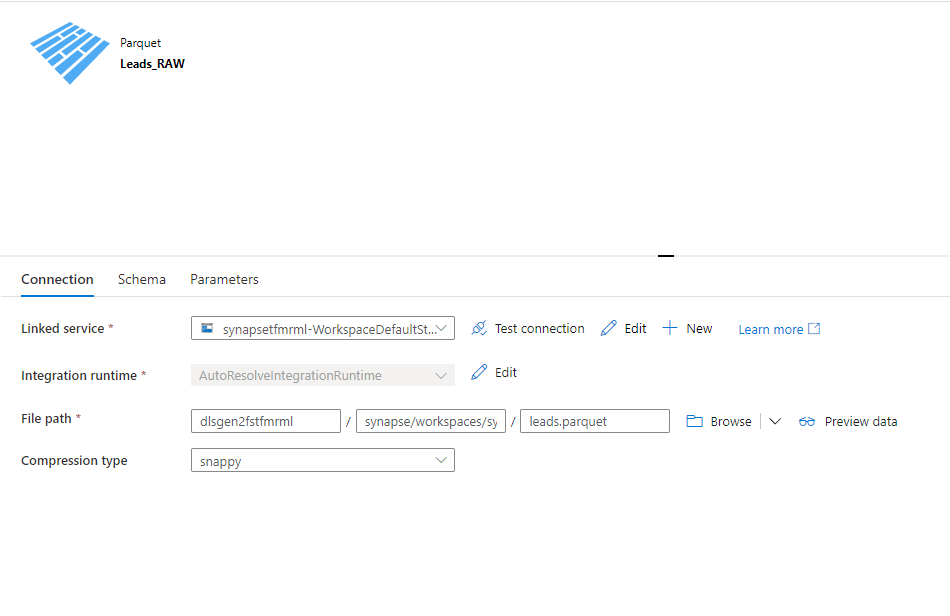 Parquet
Leads_RAW
Connection Schema Parameters
Linked service * synapsetfmrml-WorkspaceDefaultSt... Test connection Edit New Learn more
Integration runtime * AutoResolveIntegrationRuntime Edit
File path * dlsgen2fstfmrml / synapse/workspaces/sy / leads.parquet Browse Preview data
Compression type snappy